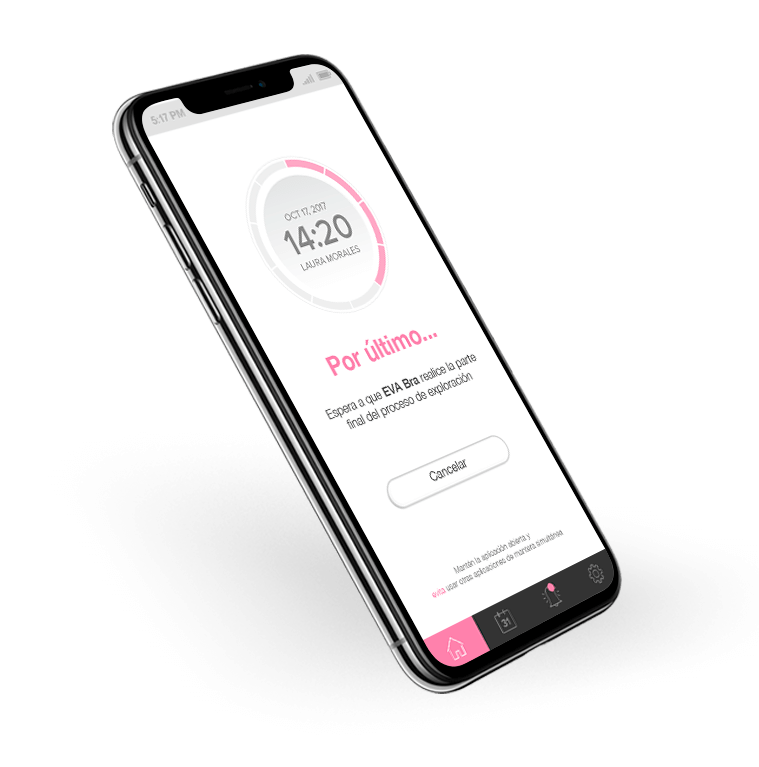 5:17 PM
OCT 17, 2017
14:20
LAURA MORALES
Por último...
Espera a que EVA Bra realice la parte
final del proceso de exploración
Cancelar
Mantén la aplicación abierta y
evita usar otras aplicaciones de manera simultánea
31